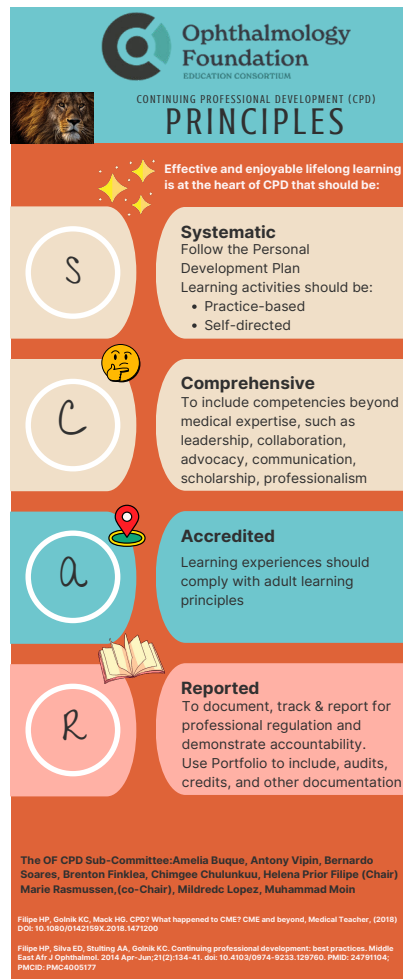 Ophthalmology
Foundation
EDUCATION CONSORTIUM
CONTINUING PROFESSIONAL DEVELOPMENT (CPD)
PRINCIPLES
Effective and enjoyable lifelong learning
is at the heart of CPD that should be:
S
Systematic
Follow the Personal
Development Plan
Learning activities should be:
• Practice-based
• Self-directed
C
Comprehensive
To include competencies beyond
medical expertise, such as
leadership, collaboration,
advocacy, communication,
scholarship, professionalism
a
Accredited
Learning experiences should
comply with adult learning
principles
R
Reported
To document, track & report for
professional regulation and
demonstrate accountability.
Use Portfolio to include, audits,
credits, and other documentation
The OF CPD Sub-Committee:Amelia Buque, Antony Vipin, Bernardo
Soares, Brenton Finklea, Chimgee Chulunkuu, Helena Prior Filipe (Chair)
Marie Rasmussen,(co-Chair), Mildredc Lopez, Muhammad Moin
Filipe HP, Golnik KC, Mack HG. CPD? What happened to CME? CME and beyond, Medical Teacher, (2018)
DOI: 10.1080/0142159X.2018.1471200
Filipe HP, Silva ED, Stulting AA, Golnik KC. Continuing professional development: best practices. Middle
East Afr J Ophthalmol. 2014 Apr-Jun;21(2):134-41. doi: 10.4103/0974-9233.129760. PMID: 24791104;
PMCID: PMC4005177